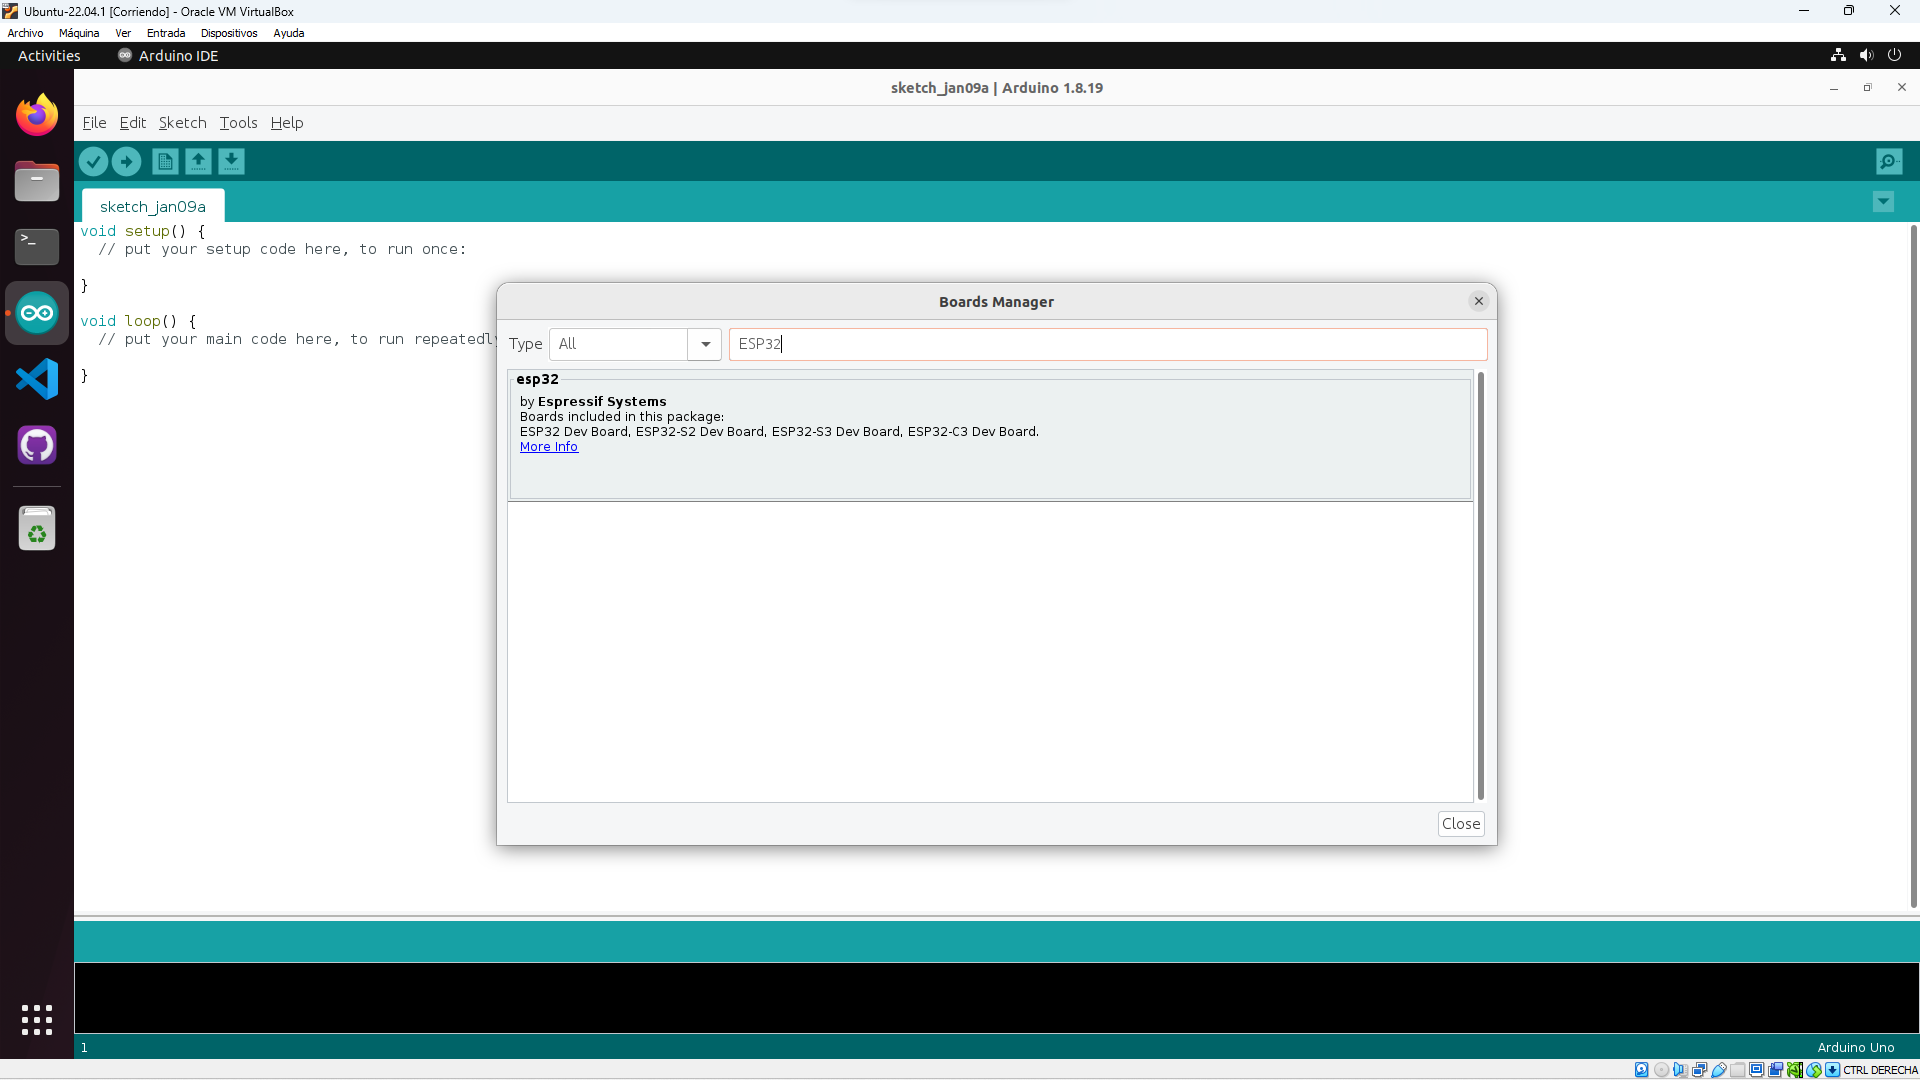 Ubuntu-22.04.1 [Corriendo] - Oracle VM VirtualBox
Archivo Máquina Ver Entrada Dispositivos Ayuda
Activities Arduino IDE
sketch_jan09a | Arduino 1.8.19
File Edit Sketch Tools Help
sketch_jan09a
void setup() {
// put your setup code here, to run once:
}
void loop() {
// put your main code here, to run repeatedly
}
Boards Manager
Type All ESP32
esp32
by Espressif Systems
Boards included in this package:
ESP32 Dev Board, ESP32-S2 Dev Board, ESP32-S3 Dev Board, ESP32-C3 Dev Board.
More Info
Close
1 Arduino Uno
CTRL DERECHA